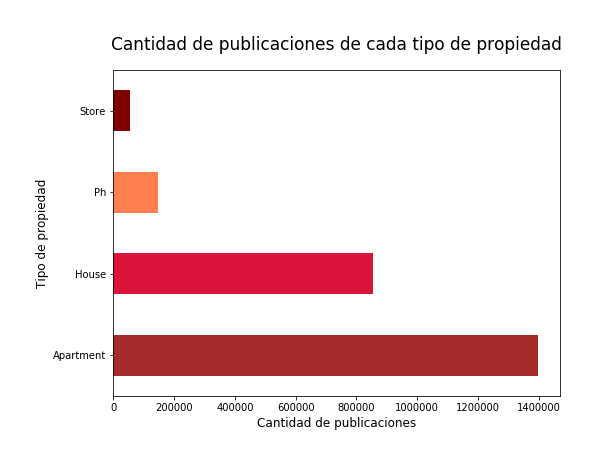 Cantidad de publicaciones de cada tipo de propiedad
Tipo de propiedad
Store
Ph
House
Apartment
0 200000 400000 600000 800000 1000000 1200000 1400000
Cantidad de publicaciones